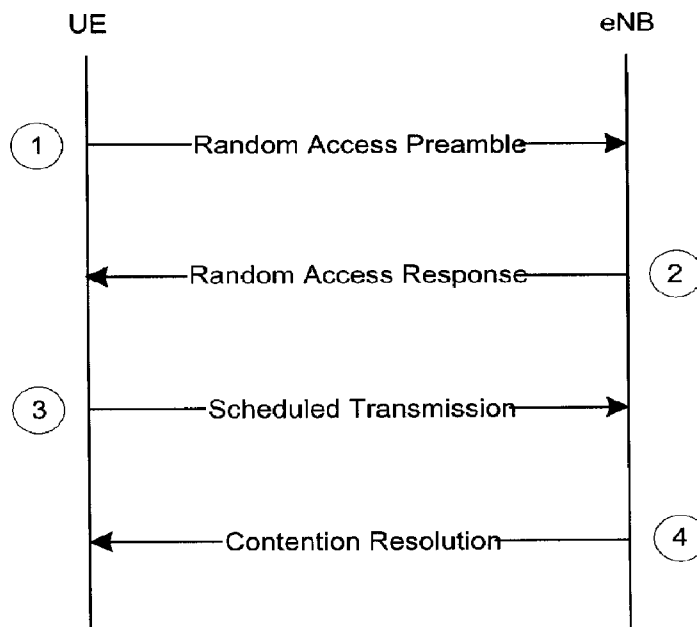 UE
eNB
1
Random Access Preamble
Random Access Response
2
3
Scheduled Transmission
Contention Resolution
4